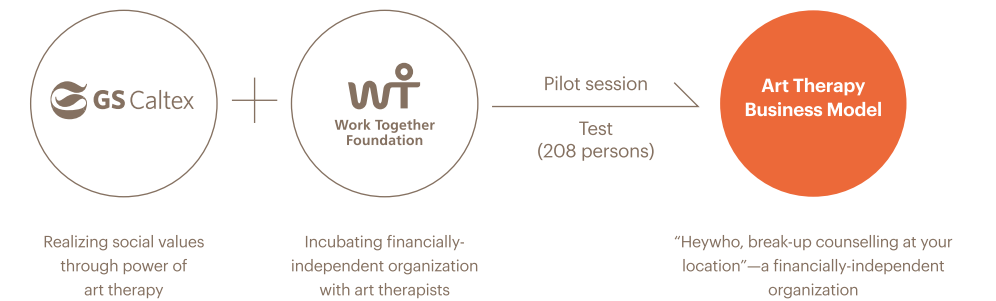 GS Caltex
WT
Work Together
Foundation
Pilot session
Test
(208 persons)
Art Therapy
Business Model
Realizing social values
through power of
art therapy
Incubating financially-
independent organization
with art therapists
“Heywho, break-up counselling at your
location”—a financially-independent
organization